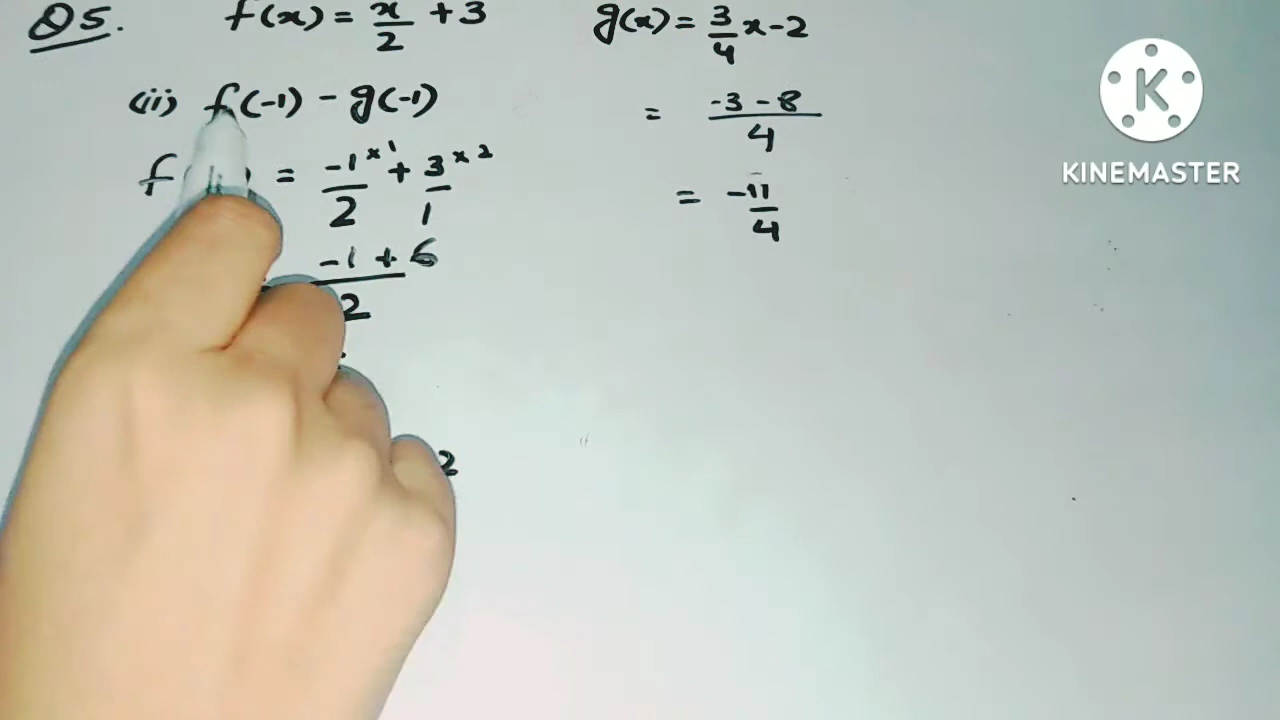 Q5. f(x) = x/2 + 3 g(x) = 3/4 x - 2
(ii) f(-1) - g(-1)
f = -1/2 ×1 + 3/1 ×2
-1 + 6
2
2
= -3 - 8 / 4
= -11/4
KINEMASTER